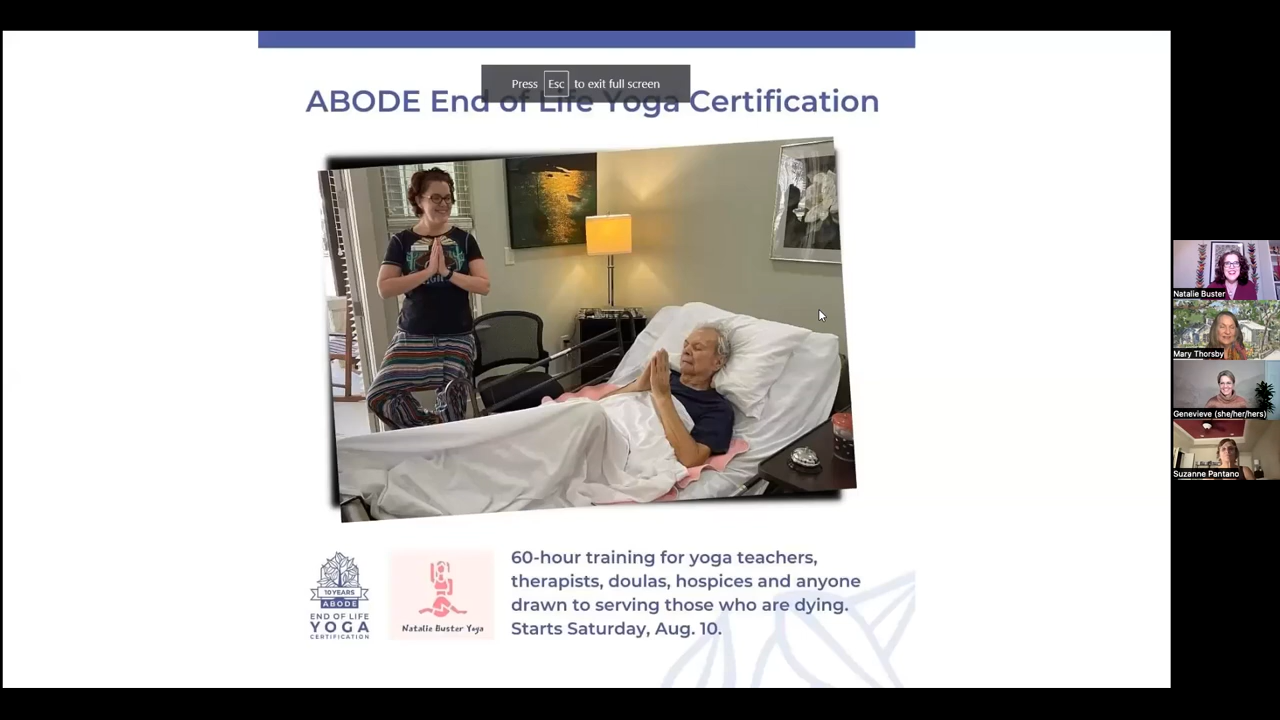 Press Esc to exit full screen
ABODE End of Life Yoga Certification
10 YEARS
ABODE
END OF LIFE
YOGA
CERTIFICATION
Natalie Buster Yoga
60-hour training for yoga teachers,
therapists, doulas, hospices and anyone
drawn to serving those who are dying.
Starts Saturday, Aug. 10.
Natalie Buster
Mary Thorsby
Genevieve (she/her/hers)
Suzanne Pantano